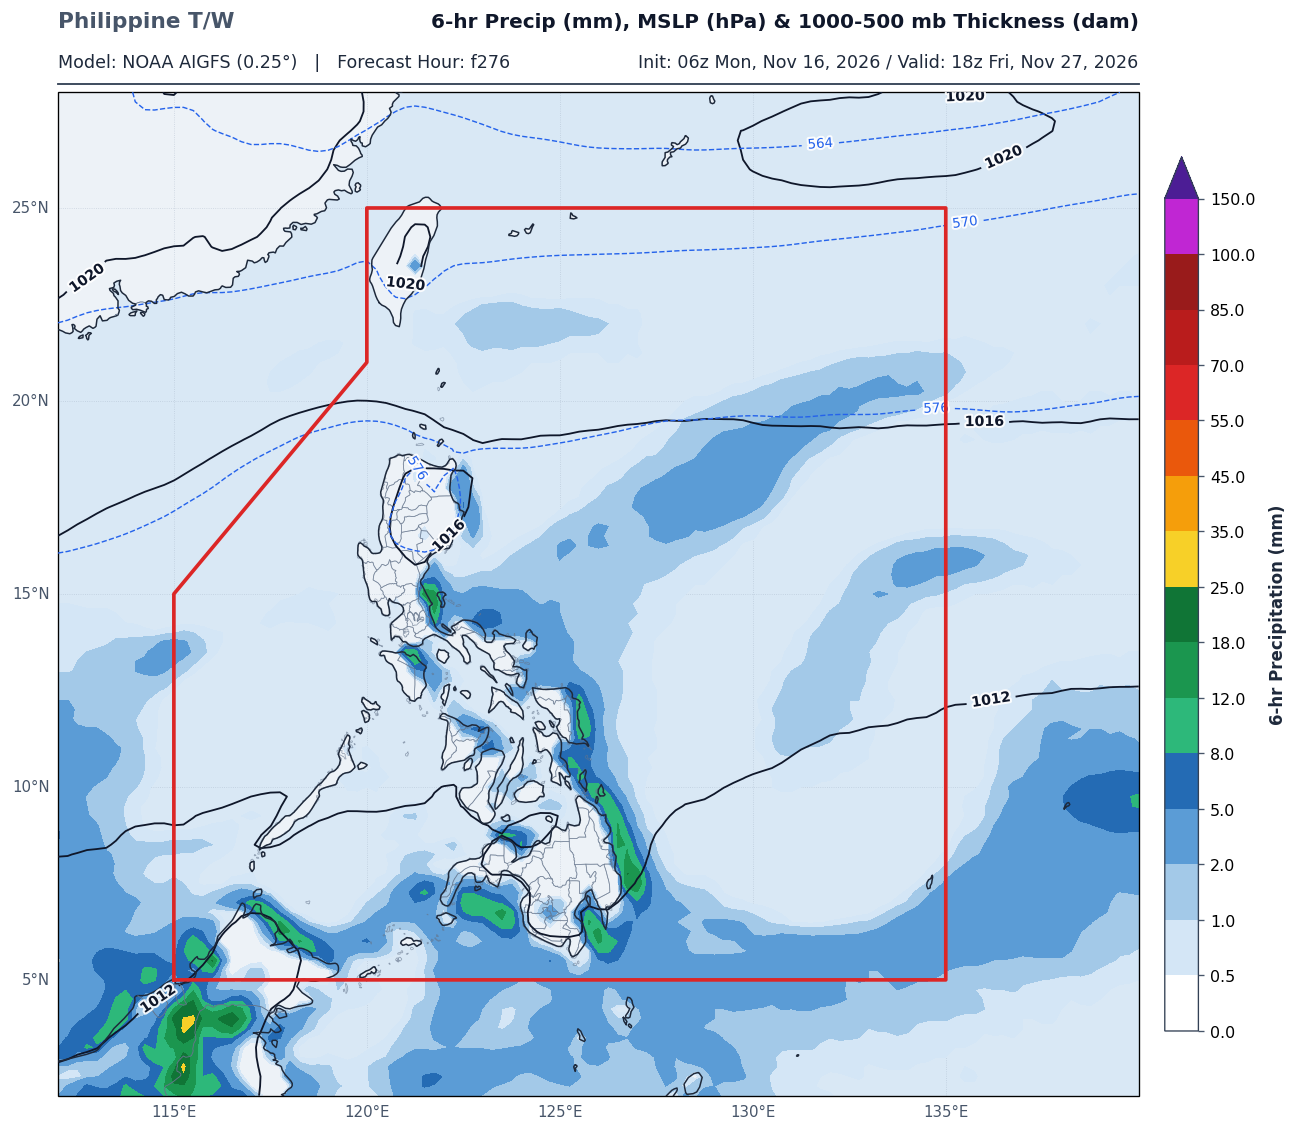 Philippine T/W
6-hr Precip (mm), MSLP (hPa) & 1000-500 mb Thickness (dam)
Model: NOAA AIGFS (0.25°) | Forecast Hour: f276
Init: 06z Mon, Nov 16, 2026 / Valid: 18z Fri, Nov 27, 2026
1020
564
1020
25°N
570
1020
1020
150.0
100.0
85.0
70.0
55.0
45.0
35.0
25.0
18.0
12.0
8.0
5.0
2.0
1.0
0.5
0.0
6-hr Precipitation (mm)
20°N
576
1016
576
1016
15°N
1012
10°N
5°N
1012
115°E
120°E
125°E
130°E
135°E